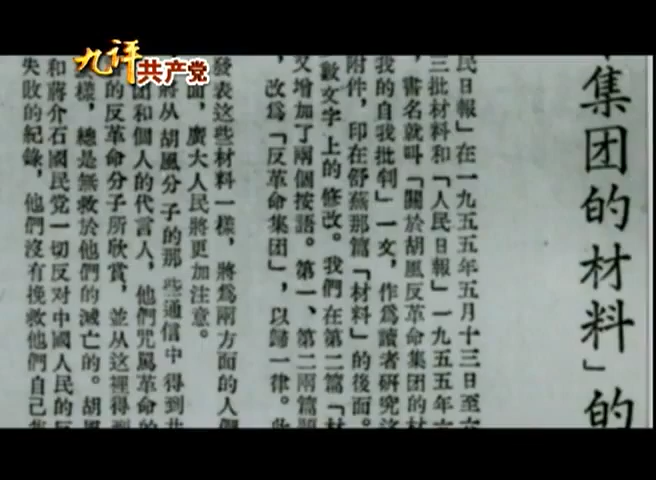 九评
共产党
集团的材料」的
民日報」在一九五五年五月十三日至六
三批材料和「人民日報」一九五五年六
，書名就叫「關於胡風反革命集團的材
我的自我批判」一文，作爲讀者研究這
附件，印在舒蕪那篇「材料」的後面。
數文字上的修改。我們在第二篇「材
又增加了兩個按語。第一、第二兩篇題
，改爲「反革命集團」，以歸一律。此
發表這些材料一樣，將爲兩方面的人們
面，廣大人民將更加注意。
將从胡風分子的那些通信中得到
和個人的代言人，他們咒罵革命的
的反革命分子所欣賞，並从这裡得到
樣，總是無救於他們的滅亡的。胡風
和蔣介石國民党一切反对中國人民的反
失敗的紀錄，他們沒有挽救他們自己